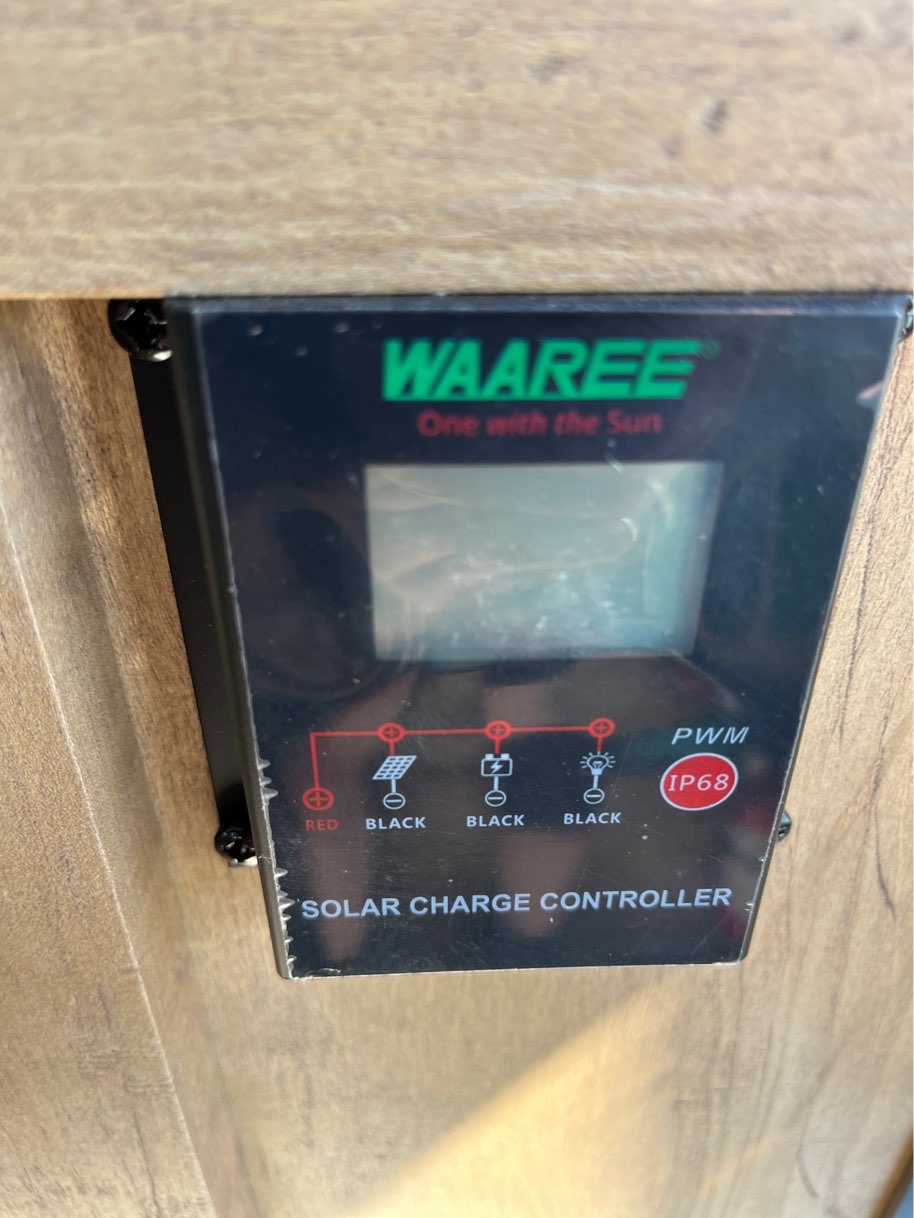 WAAREE®
One with the Sun
PWM
IP68
RED BLACK BLACK BLACK
SOLAR CHARGE CONTROLLER